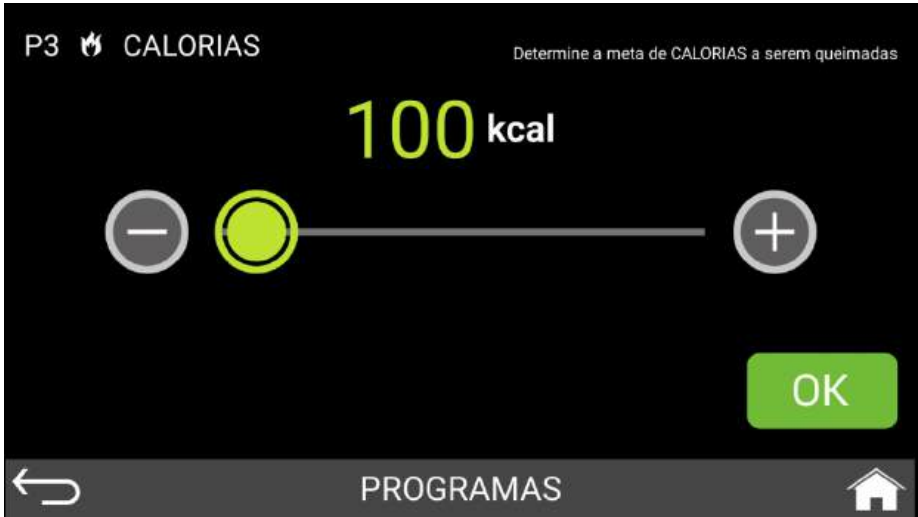 P3 CALORIAS
Determine a meta de CALORIAS a serem queimadas
100 kcal
OK
PROGRAMAS